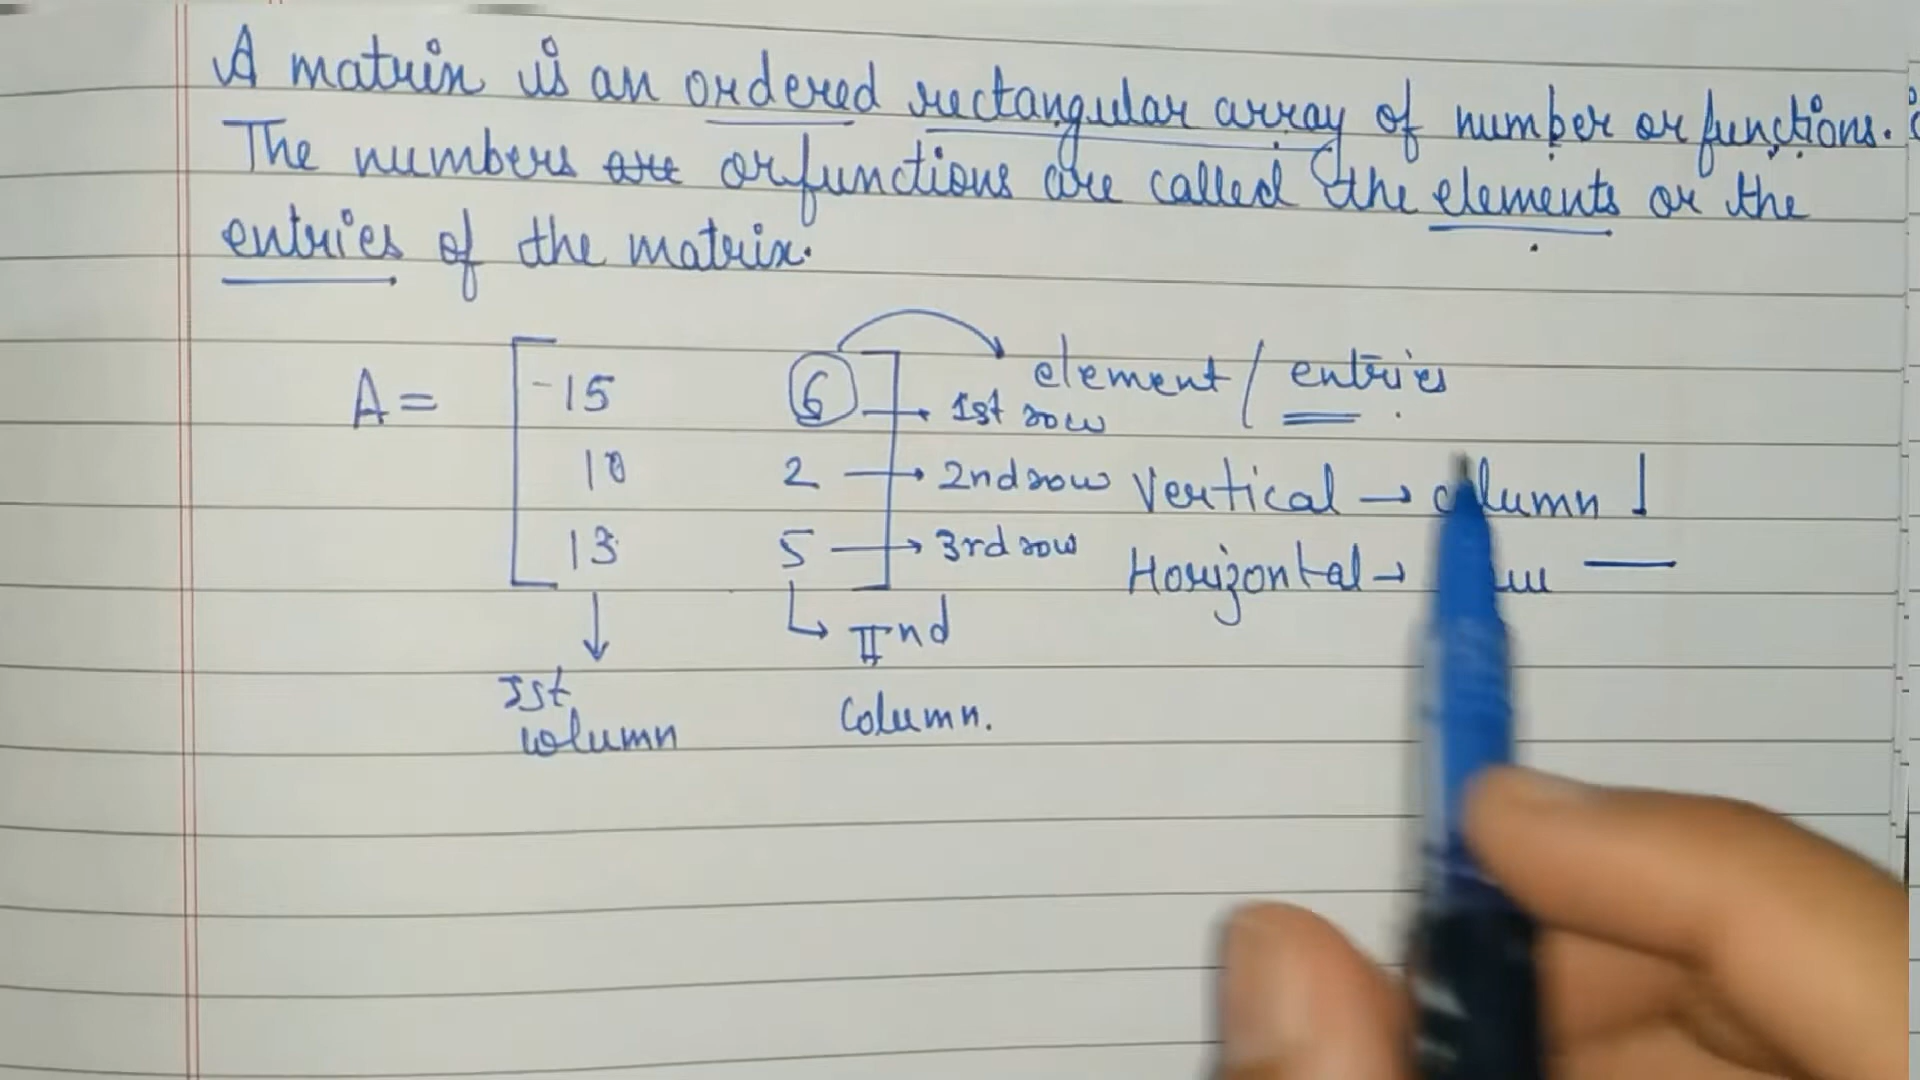 A matrix is an ordered rectangular array of number or functions.
The numbers are or functions are called the elements or the
entries of the matrix.
A = -15 6 element / entries
1st row
10 2 → 2nd row Vertical → column
13 5 → 3rd row Horizontal →
IInd
Ist
column Column.